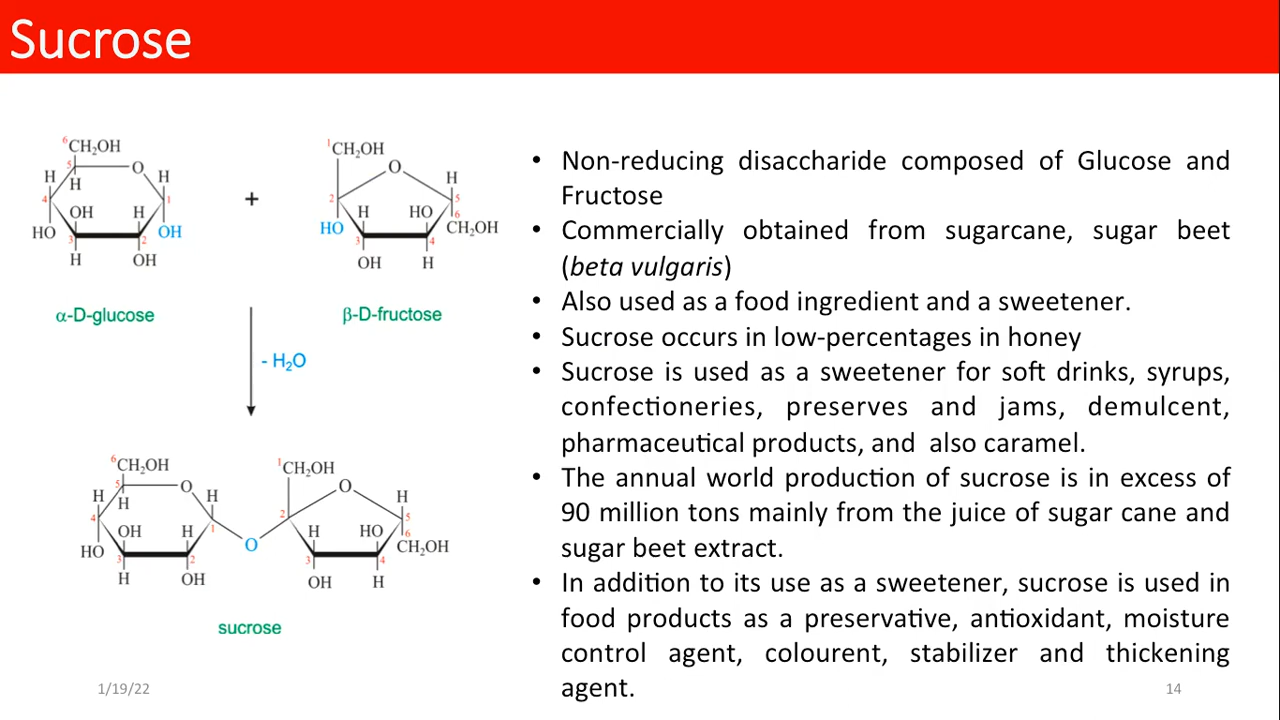 Sucrose
⁶CH₂OH
5
O
H
H
H
4
1
OH
H
HO
OH
3
2
H
OH
α-D-glucose
+
¹CH₂OH
O
H
2
5
H
HO
6
HO
CH₂OH
3
4
OH
H
β-D-fructose
- H₂O
⁶CH₂OH
5
O
H
H
H
4
1
OH
H
HO
3
2
H
OH
O
¹CH₂OH
O
H
2
5
H
HO
6
CH₂OH
3
4
OH
H
sucrose
• Non-reducing disaccharide composed of Glucose and
Fructose
• Commercially obtained from sugarcane, sugar beet
(beta vulgaris)
• Also used as a food ingredient and a sweetener.
• Sucrose occurs in low-percentages in honey
• Sucrose is used as a sweetener for soft drinks, syrups,
confectioneries, preserves and jams, demulcent,
pharmaceutical products, and also caramel.
• The annual world production of sucrose is in excess of
90 million tons mainly from the juice of sugar cane and
sugar beet extract.
• In addition to its use as a sweetener, sucrose is used in
food products as a preservative, antioxidant, moisture
control agent, colourent, stabilizer and thickening
agent.
1/19/22
14